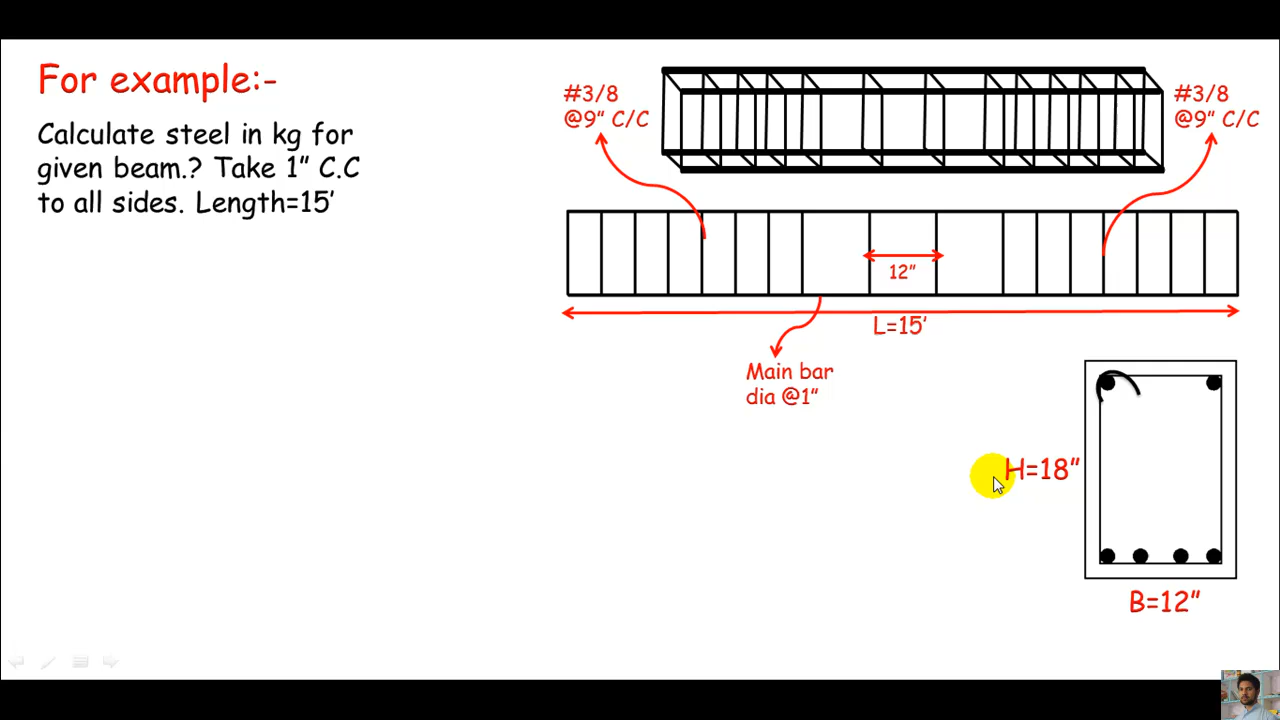 For example:-
Calculate steel in kg for
given beam.? Take 1” C.C
to all sides. Length=15’
#3/8
@9” C/C
#3/8
@9” C/C
12”
L=15’
Main bar
dia @1”
H=18”
B=12”